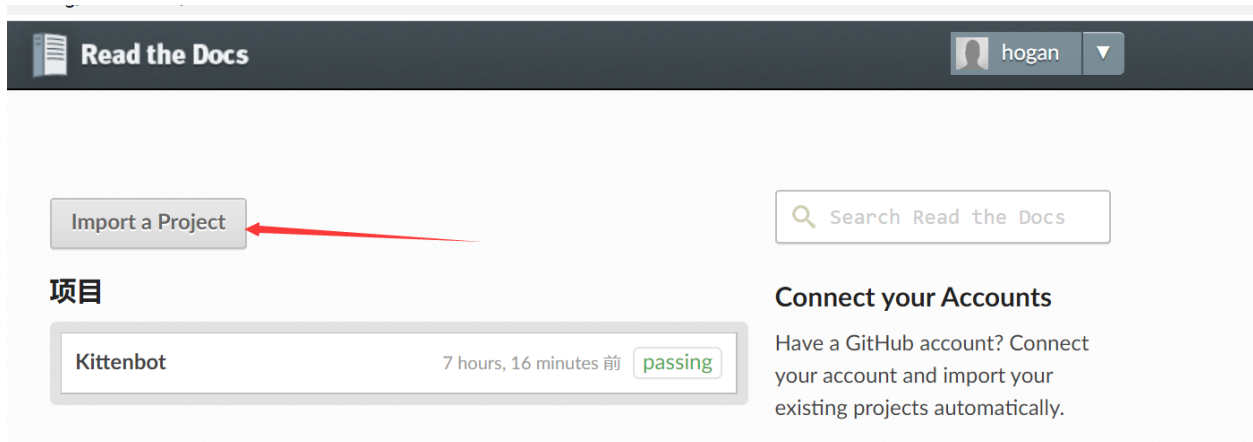 Read the Docs
hogan
Import a Project
Search Read the Docs
项目
Kittenbot
7 hours, 16 minutes 前
passing
Connect your Accounts
Have a GitHub account? Connect
your account and import your
existing projects automatically.